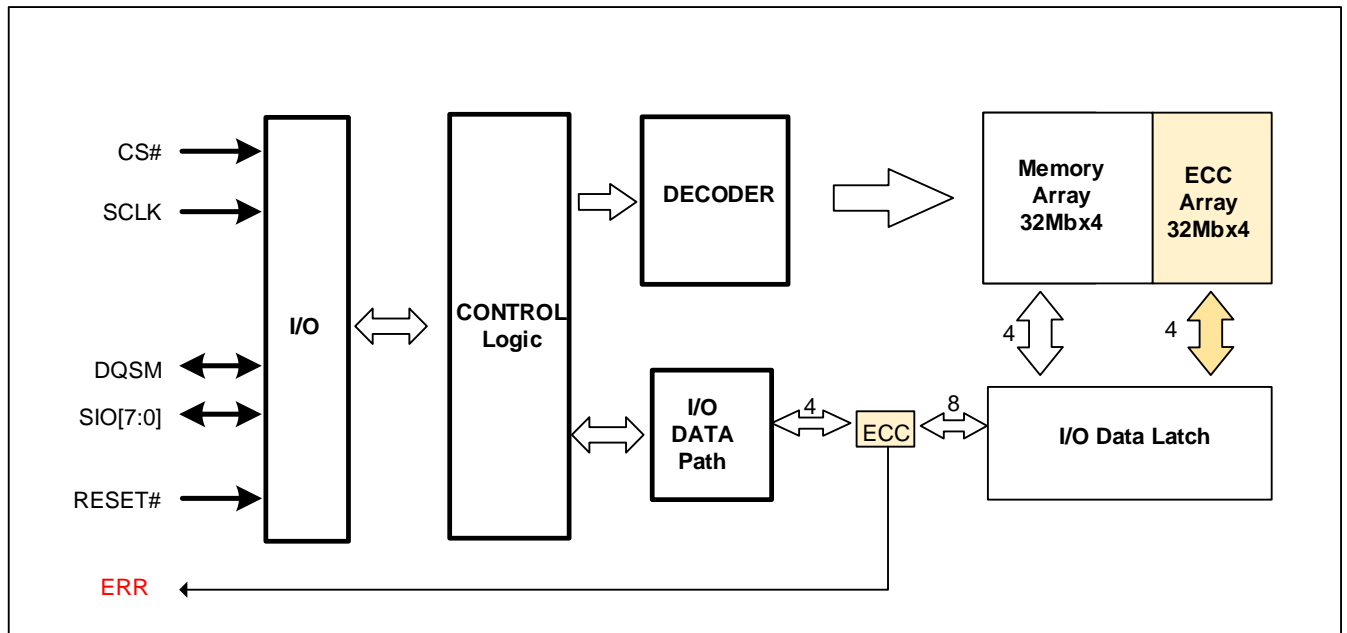 CS#
SCLK
DQSM
SIO[7:0]
RESET#
ERR
I/O
CONTROL
Logic
DECODER
I/O
DATA
Path
4
ECC
8
Memory
Array
32Mbx4
ECC
Array
32Mbx4
4
4
I/O Data Latch